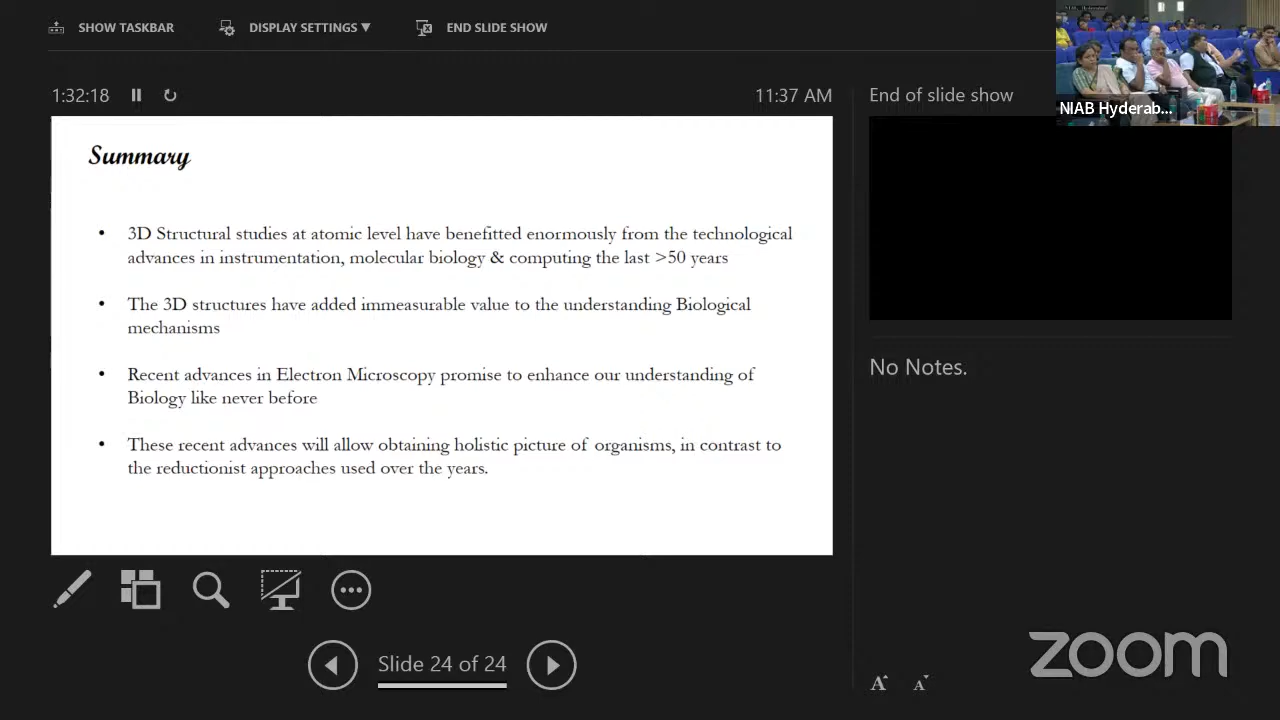 SHOW TASKBAR
DISPLAY SETTINGS ▼
END SLIDE SHOW
1:32:18
11:37 AM
End of slide show
NIAB Hyderab...
Summary
• 3D Structural studies at atomic level have benefitted enormously from the technological
advances in instrumentation, molecular biology & computing the last >50 years
• The 3D structures have added immeasurable value to the understanding Biological
mechanisms
• Recent advances in Electron Microscopy promise to enhance our understanding of
Biology like never before
• These recent advances will allow obtaining holistic picture of organisms, in contrast to
the reductionist approaches used over the years.
No Notes.
Slide 24 of 24
A A
zoom